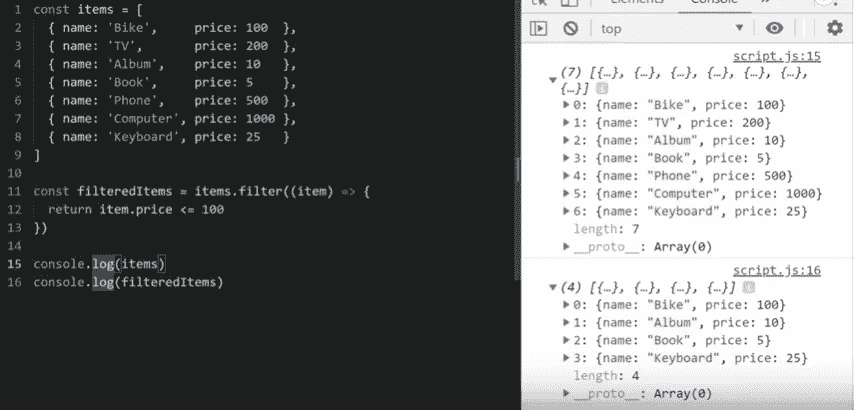 1 const items = [
2 { name: 'Bike', price: 100 },
3 { name: 'TV', price: 200 },
4 { name: 'Album', price: 10 },
5 { name: 'Book', price: 5 },
6 { name: 'Phone', price: 500 },
7 { name: 'Computer', price: 1000 },
8 { name: 'Keyboard', price: 25 }
9 ]
10
11 const filteredItems = items.filter((item) => {
12 return item.price <= 100
13 })
14
15 console.log(items)
16 console.log(filteredItems)
Elements Console »
top
script.js:15
(7) [{…}, {…}, {…}, {…}, {…}, {…},
{…}]
0: {name: "Bike", price: 100}
1: {name: "TV", price: 200}
2: {name: "Album", price: 10}
3: {name: "Book", price: 5}
4: {name: "Phone", price: 500}
5: {name: "Computer", price: 1000}
6: {name: "Keyboard", price: 25}
length: 7
__proto__: Array(0)
script.js:16
(4) [{…}, {…}, {…}, {…}]
0: {name: "Bike", price: 100}
1: {name: "Album", price: 10}
2: {name: "Book", price: 5}
3: {name: "Keyboard", price: 25}
length: 4
__proto__: Array(0)